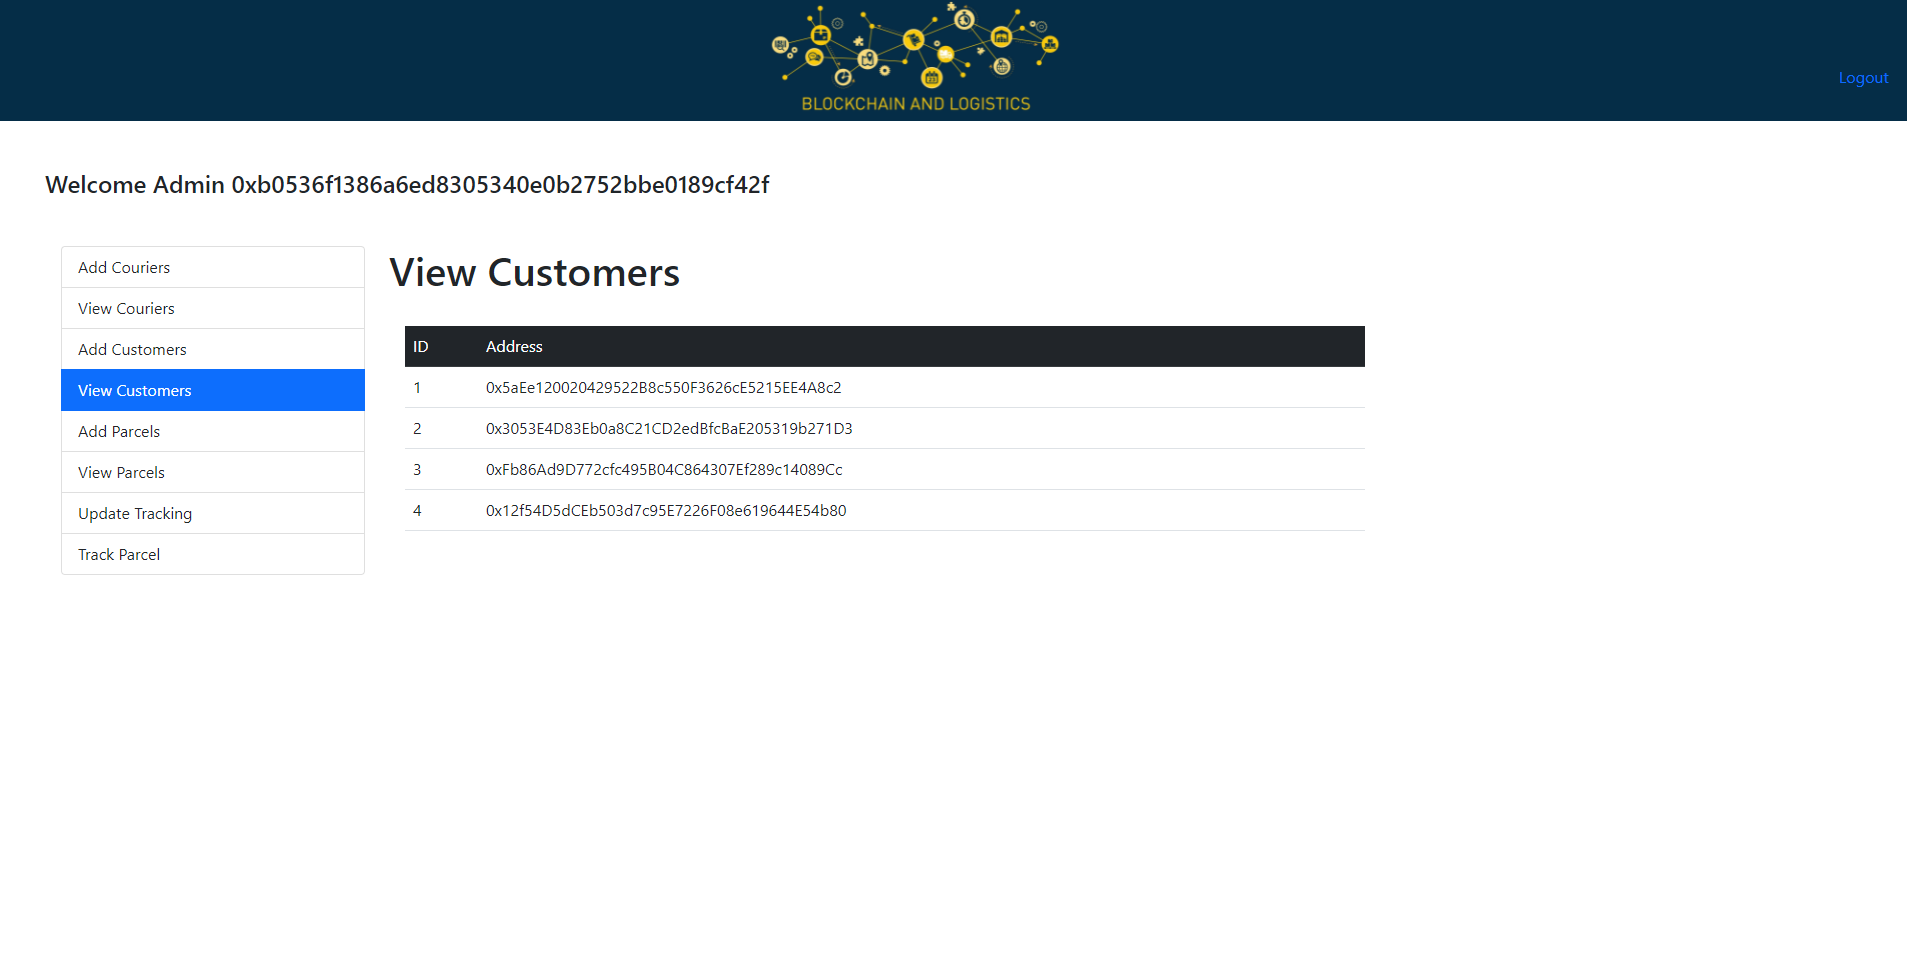 BLOCKCHAIN AND LOGISTICS
Logout
Welcome Admin 0xb0536f1386a6ed8305340e0b2752bbe0189cf42f
Add Couriers
View Couriers
Add Customers
View Customers
Add Parcels
View Parcels
Update Tracking
Track Parcel
View Customers
ID Address
1 0x5aEe120020429522B8c550F3626cE5215EE4A8c2
2 0x3053E4D83Eb0a8C21CD2edBfcBaE205319b271D3
3 0xFb86Ad9D772cfc495B04C864307Ef289c14089Cc
4 0x12f54D5dCEb503d7c95E7226F08e619644E54b80